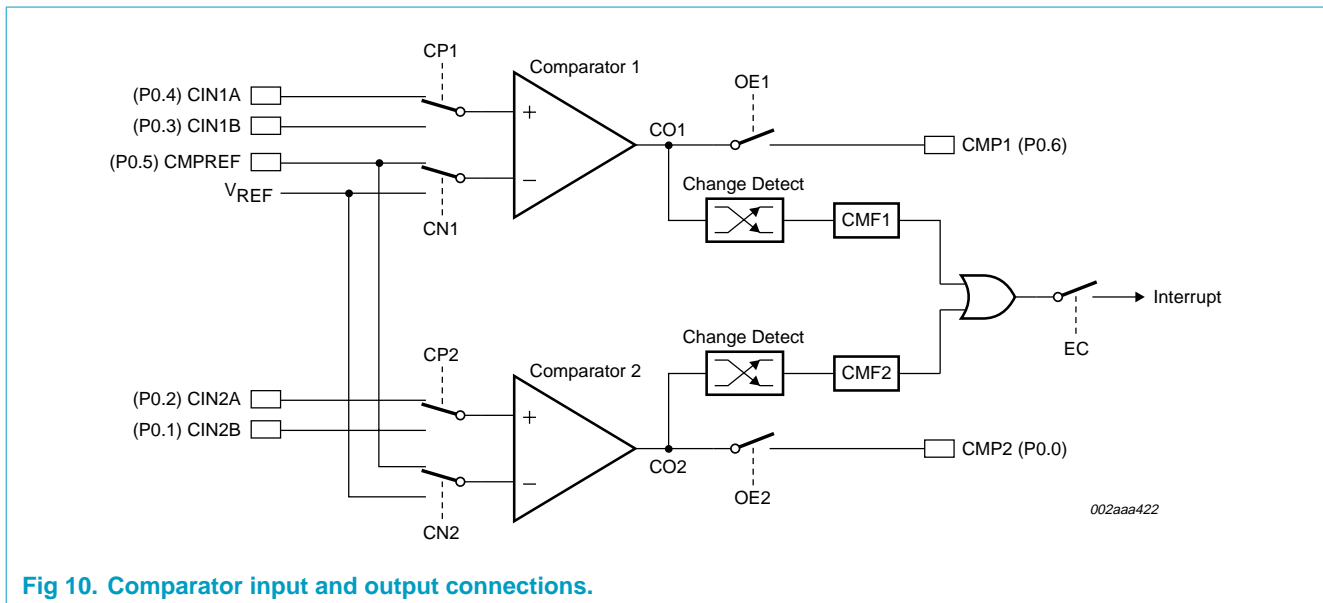 CP1
Comparator 1
OE1
(P0.4) CIN1A
+
(P0.3) CIN1B
CO1
CMP1 (P0.6)
(P0.5) CMPREF
−
Change Detect
VREF
CN1
CMF1
Interrupt
Change Detect
EC
CP2
Comparator 2
CMF2
(P0.2) CIN2A
+
(P0.1) CIN2B
CMP2 (P0.0)
CO2
−
OE2
002aaa422
CN2
Fig 10. Comparator input and output connections.